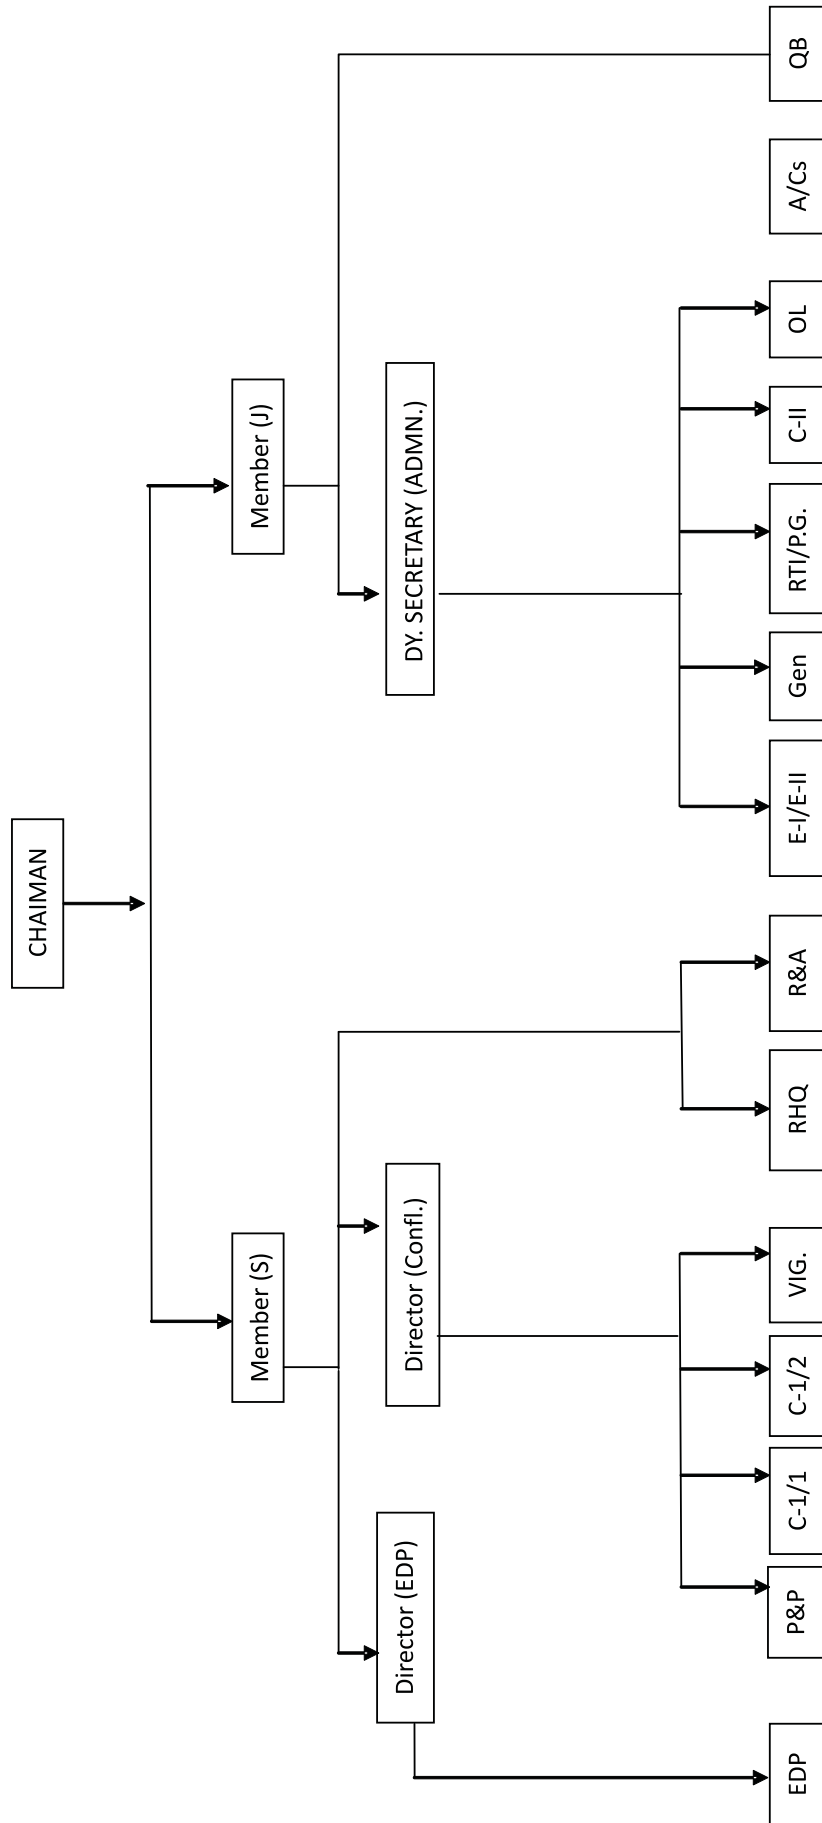 CHAIMAN
Member (S)
Member (J)
Director (EDP)
Director (Confl.)
DY. SECRETARY (ADMN.)
EDP
P&P
C-1/1
C-1/2
VIG.
RHQ
R&A
E-I/E-II
Gen
RTI/P.G.
C-II
OL
A/Cs
QB